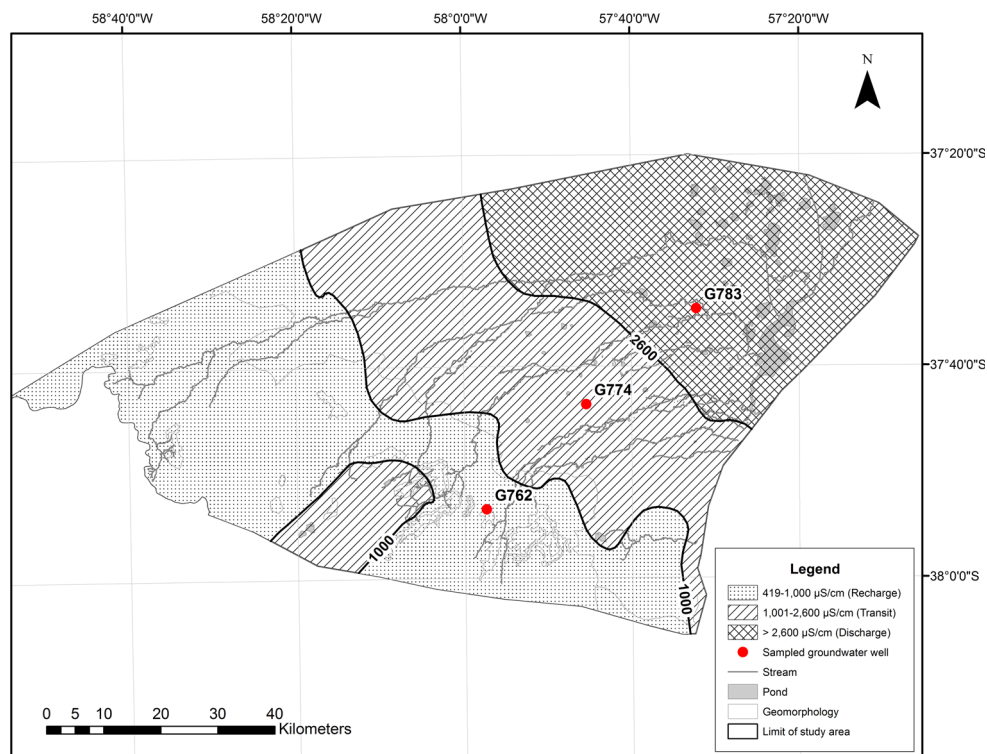 58°40'0"W 58°20'0"W 58°0'0"W 57°40'0"W 57°20'0"W
N
37°20'0"S
G783
2600
37°40'0"S
G774
G762
1000
38°0'0"S
1000
Legend
419-1,000 µS/cm (Recharge)
1,001-2,600 µS/cm (Transit)
> 2,600 µS/cm (Discharge)
Sampled groundwater well
Stream
Pond
Geomorphology
Limit of study area
0 5 10 20 30 40
Kilometers